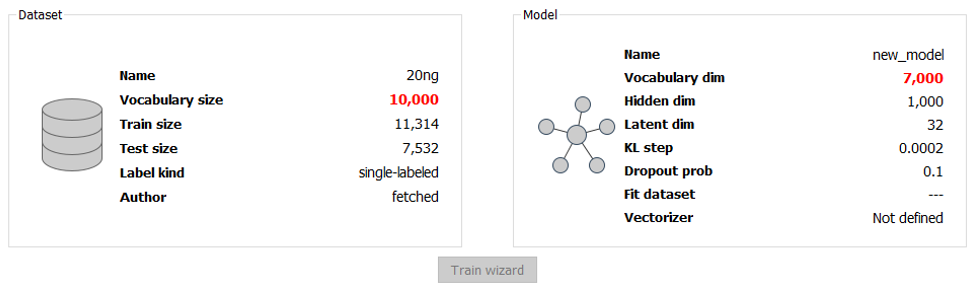 Dataset
Name 20ng
Vocabulary size 10,000
Train size 11,314
Test size 7,532
Label kind single-labeled
Author fetched
Model
Name new_model
Vocabulary dim 7,000
Hidden dim 1,000
Latent dim 32
KL step 0.0002
Dropout prob 0.1
Fit dataset ---
Vectorizer Not defined
Train wizard